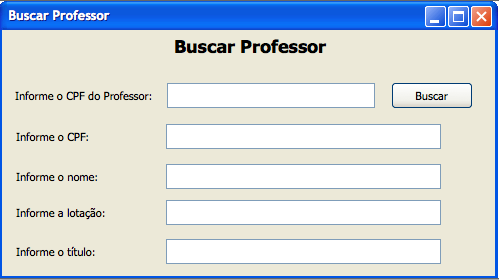 Buscar Professor
Buscar Professor
Informe o CPF do Professor: Buscar
Informe o CPF:
Informe o nome:
Informe a lotação:
Informe o título: